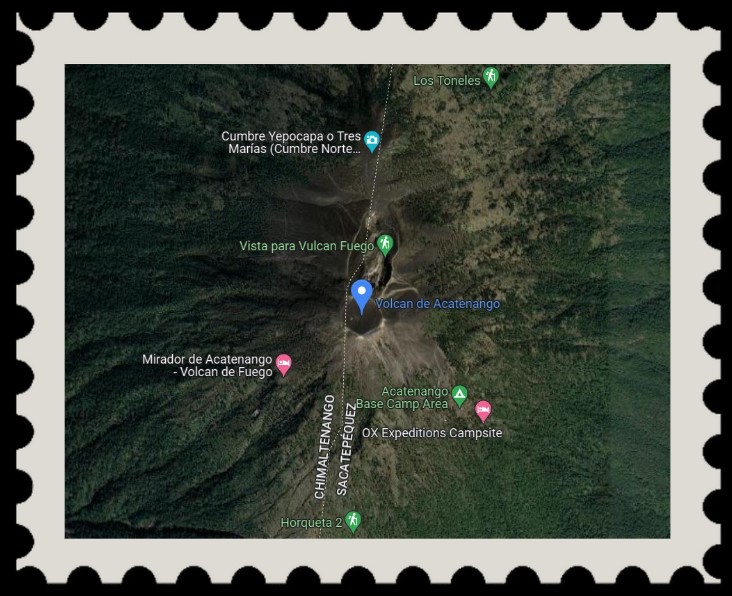 Los Toneles
Cumbre Yepocapa o Tres
Marías (Cumbre Norte...
Vista para Vulcan Fuego
Volcan de Acatenango
Mirador de Acatenango
- Volcan de Fuego
Acatenango
Base Camp Area
OX Expeditions Campsite
CHIMALTENANGO
SACATEPÉQUEZ
Horqueta 2